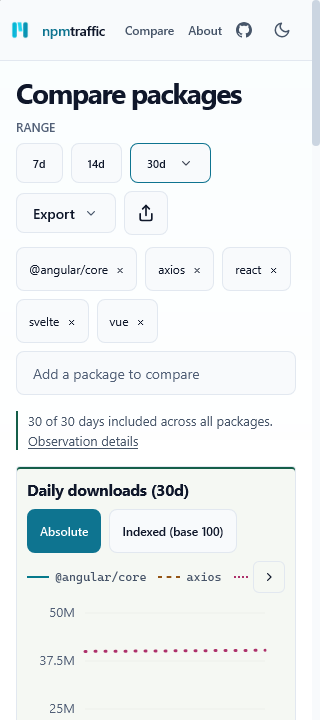 npmtraffic Compare About
Compare packages
RANGE
7d 14d 30d
Export
@angular/core × axios × react ×
svelte × vue ×
Add a package to compare
30 of 30 days included across all packages.
Observation details
Daily downloads (30d)
Absolute Indexed (base 100)
@angular/core axios
50M
37.5M
25M